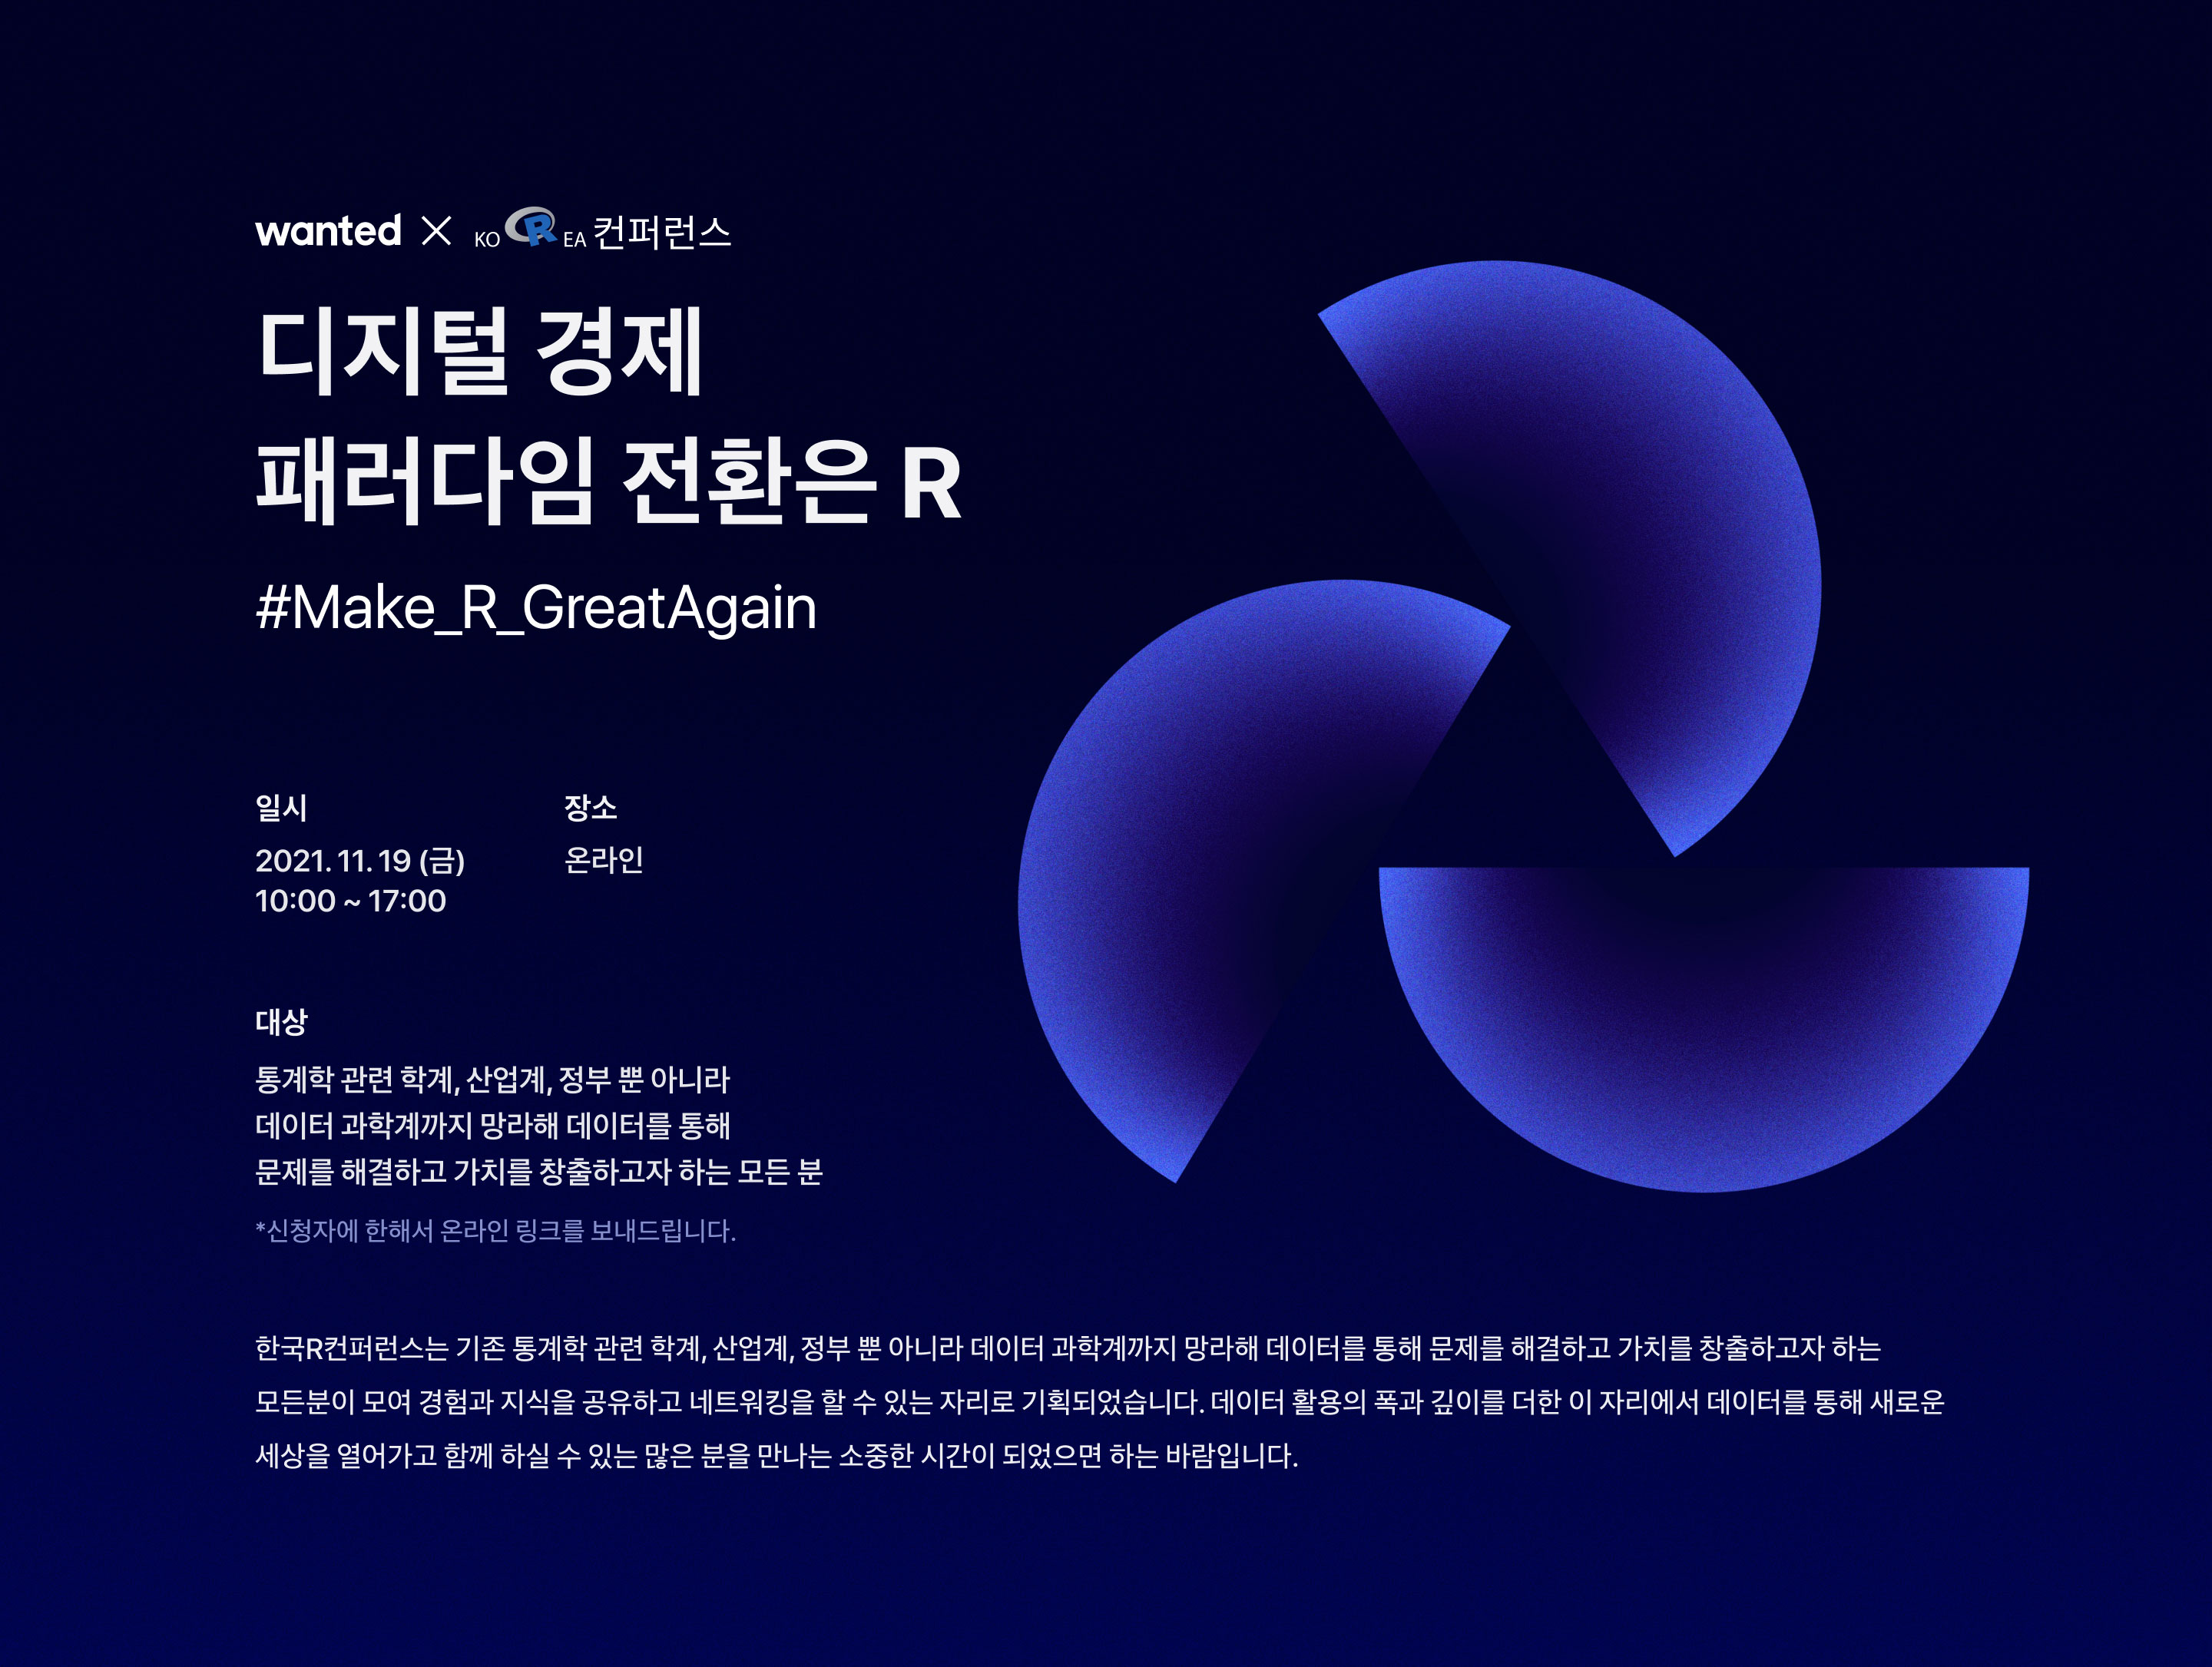 wanted × KO R EA 컨퍼런스
디지털 경제
패러다임 전환은 R
#Make_R_GreatAgain
일시
2021. 11. 19 (금)
10:00 ~ 17:00
장소
온라인
대상
통계학 관련 학계, 산업계, 정부 뿐 아니라
데이터 과학계까지 망라해 데이터를 통해
문제를 해결하고 가치를 창출하고자 하는 모든 분
*신청자에 한해서 온라인 링크를 보내드립니다.
한국R컨퍼런스는 기존 통계학 관련 학계, 산업계, 정부 뿐 아니라 데이터 과학계까지 망라해 데이터를 통해 문제를 해결하고 가치를 창출하고자 하는
모든분이 모여 경험과 지식을 공유하고 네트워킹을 할 수 있는 자리로 기획되었습니다. 데이터 활용의 폭과 깊이를 더한 이 자리에서 데이터를 통해 새로운
세상을 열어가고 함께 하실 수 있는 많은 분을 만나는 소중한 시간이 되었으면 하는 바람입니다.